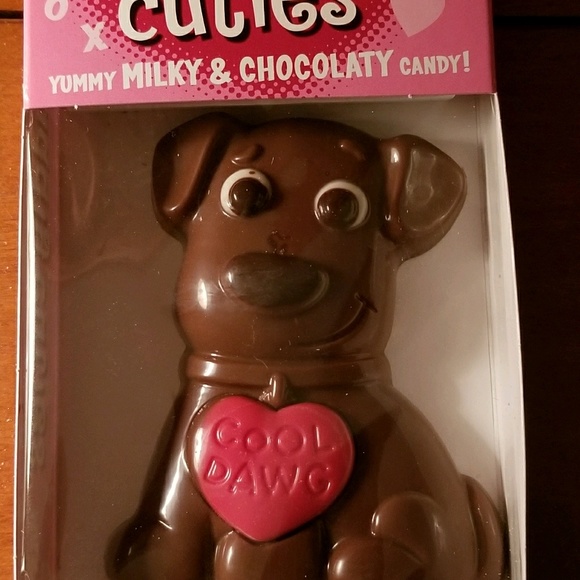 o
x
cuties
YUMMY MILKY & CHOCOLATY CANDY!
COOL
DAWG